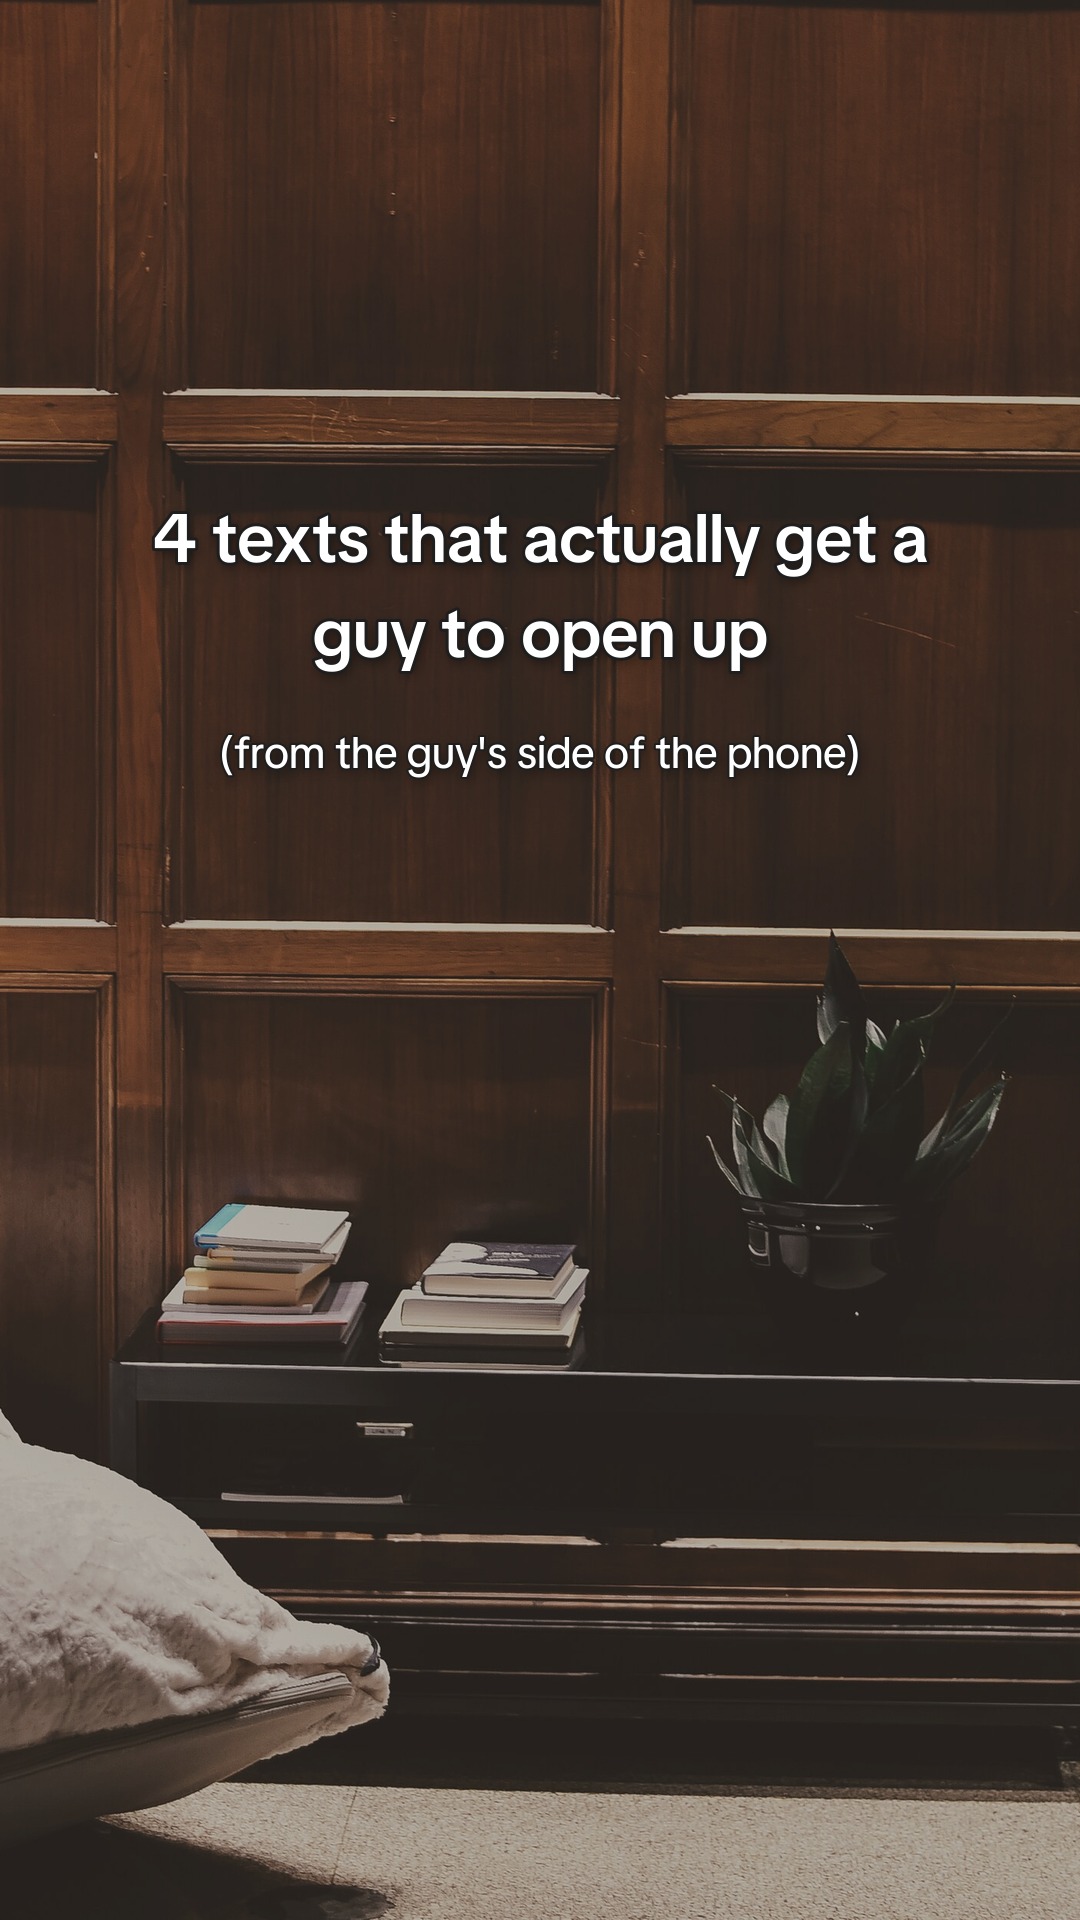 4 texts that actually get a
guy to open up
(from the guy's side of the phone)